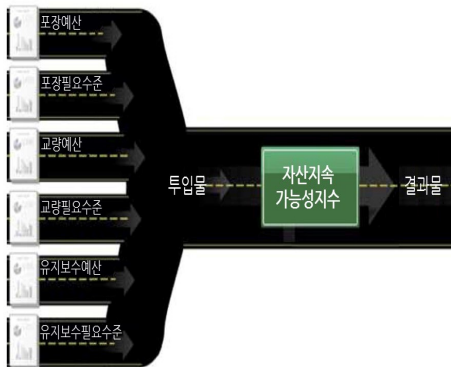 포장예산
포장필요수준
교량예산
교량필요수준
유지보수예산
유지보수필요수준
투입물
자산지속
가능성지수
결과물